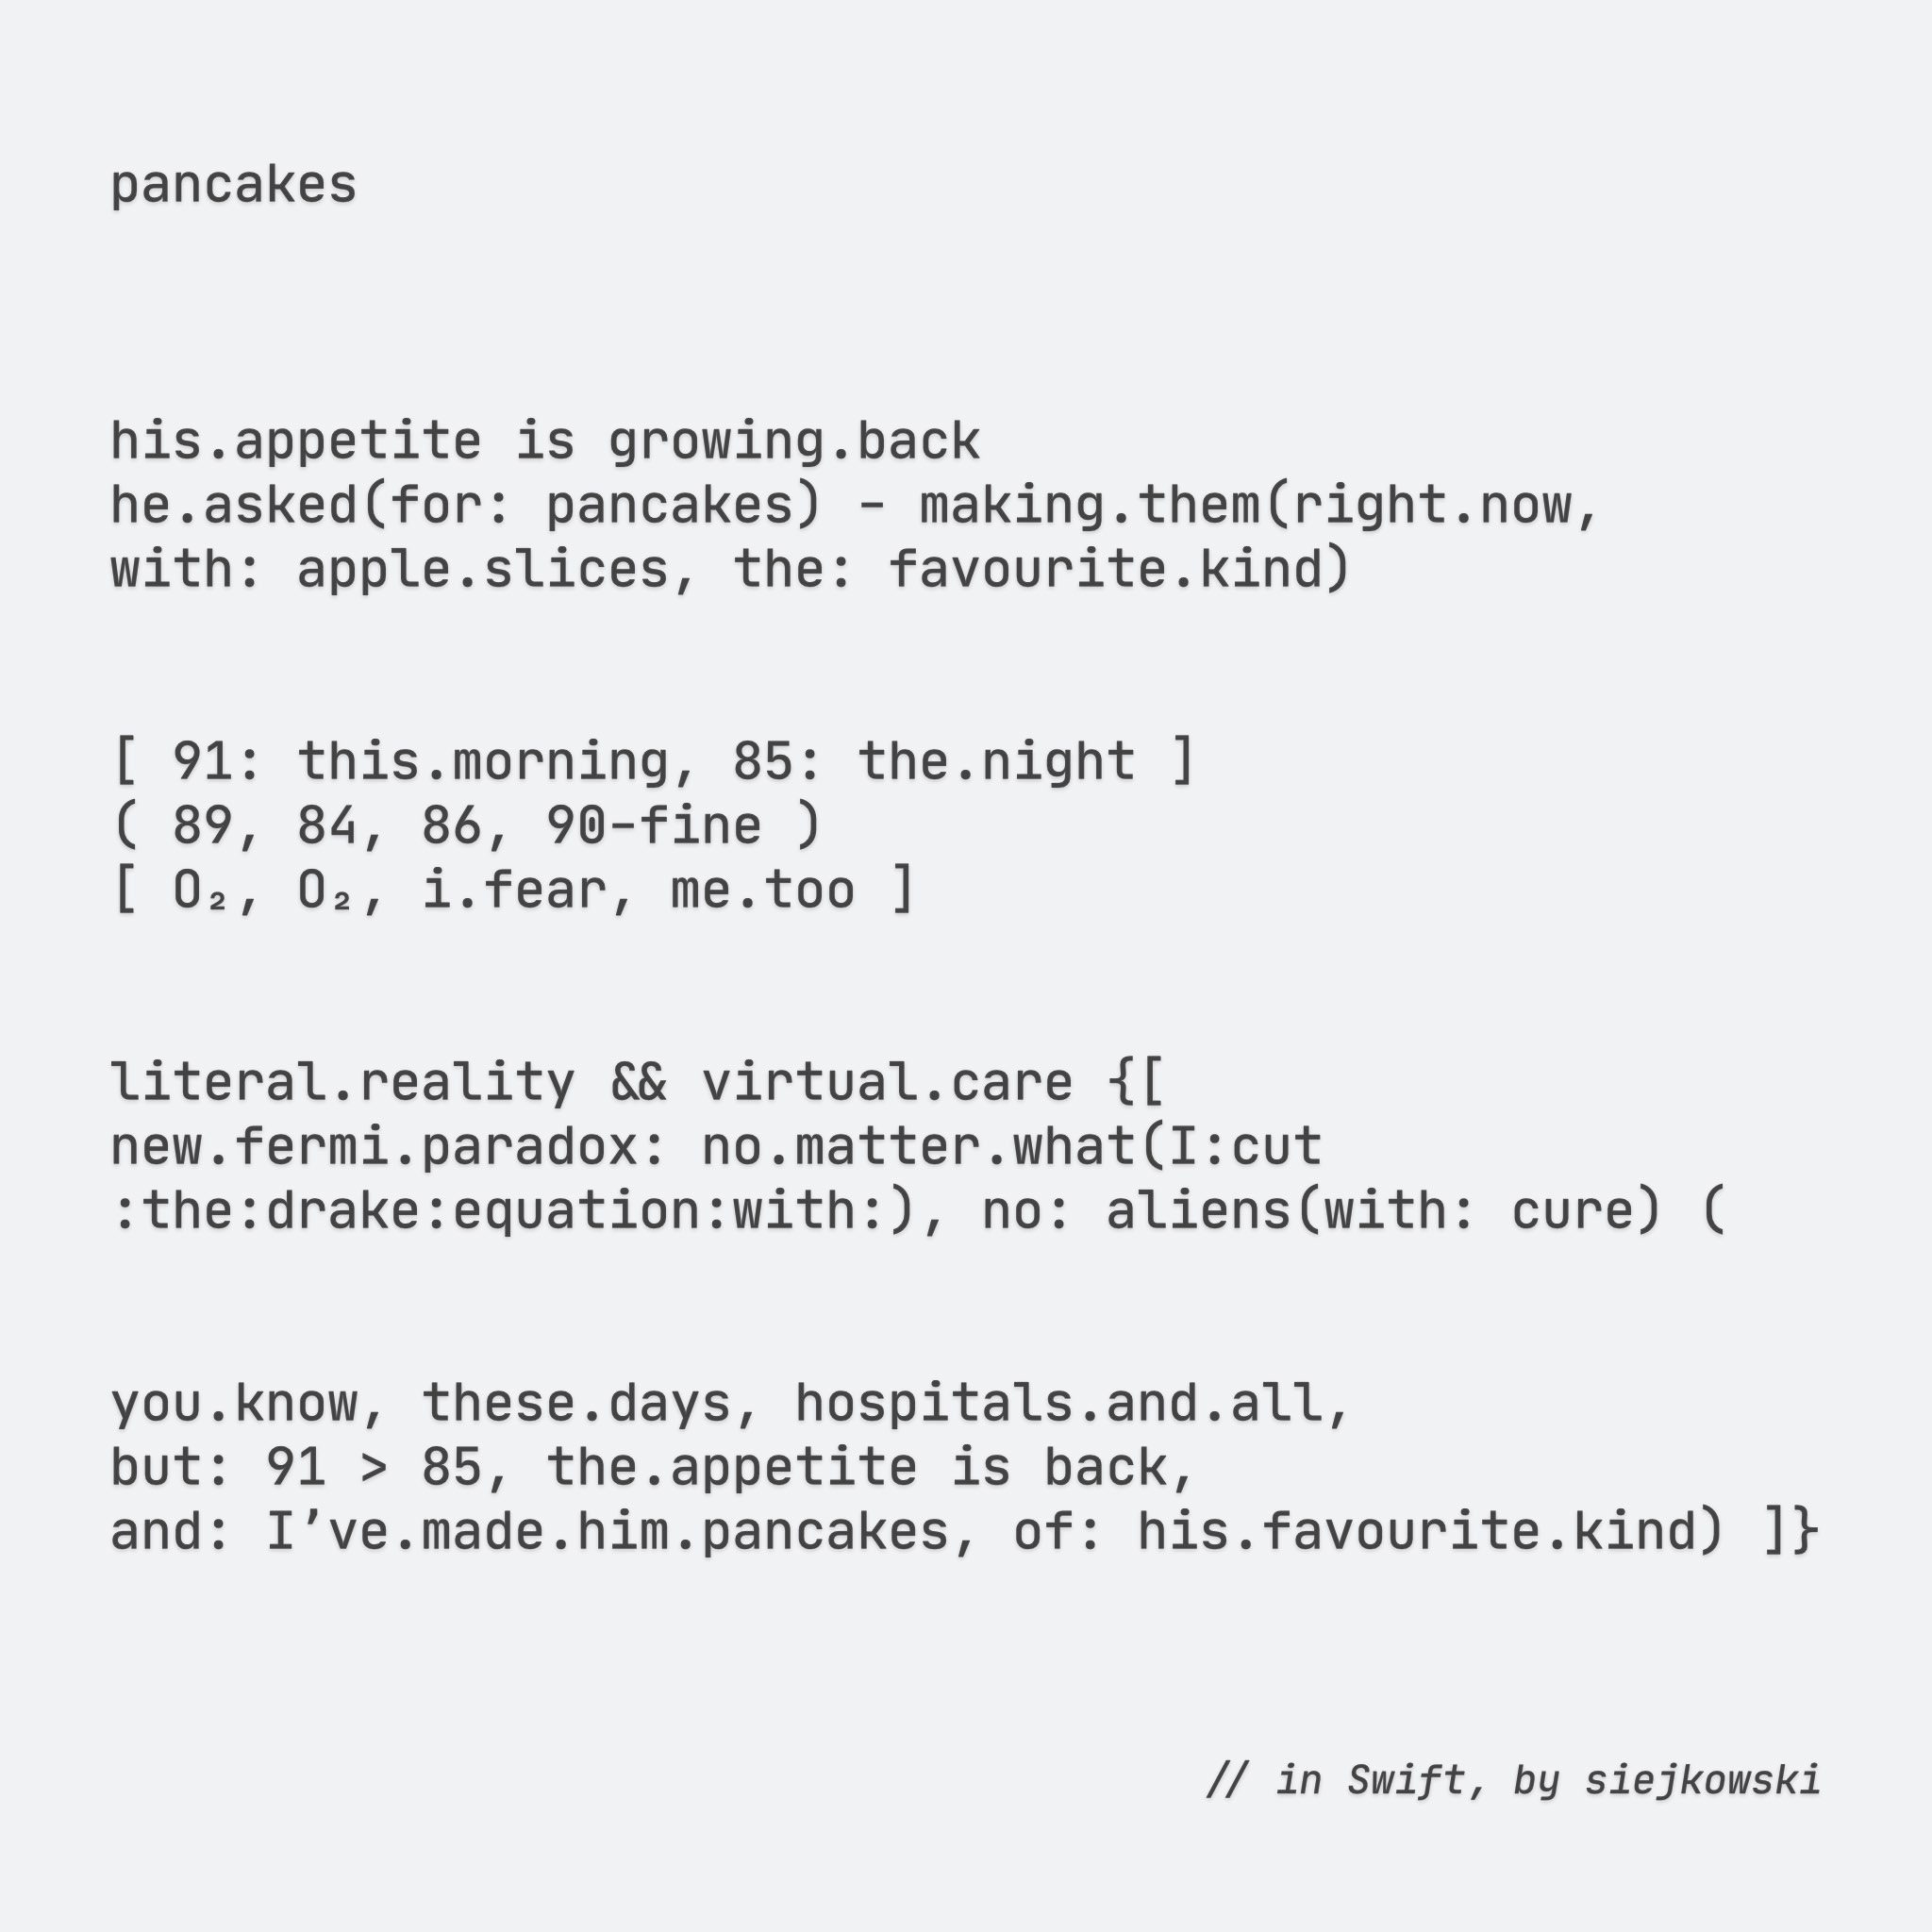 pancakes
his.appetite is growing.back
he.asked(for: pancakes) - making.them(right.now,
with: apple.slices, the: favourite.kind)
[ 91: this.morning, 85: the.night ]
( 89, 84, 86, 90-fine )
[ O₂, O₂, i.fear, me.too ]
literal.reality && virtual.care {[
new.fermi.paradox: no.matter.what(I:cut
:the:drake:equation:with:), no: aliens(with: cure) (
you.know, these.days, hospitals.and.all,
but: 91 > 85, the.appetite is back,
and: I’ve.made.him.pancakes, of: his.favourite.kind) ]}
// in Swift, by siejkowski